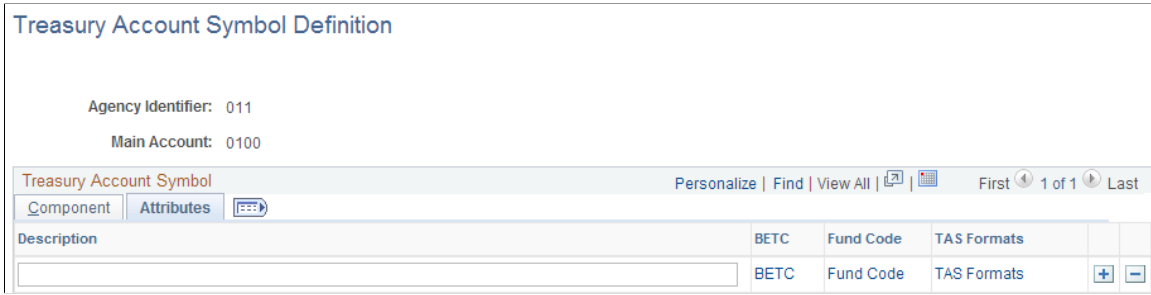 Treasury Account Symbol Definition
Agency Identifier: 011
Main Account: 0100
Treasury Account Symbol Personalize | Find | View All | | First 1 of 1 Last
Component Attributes
Description BETC Fund Code TAS Formats
BETC Fund Code TAS Formats + -